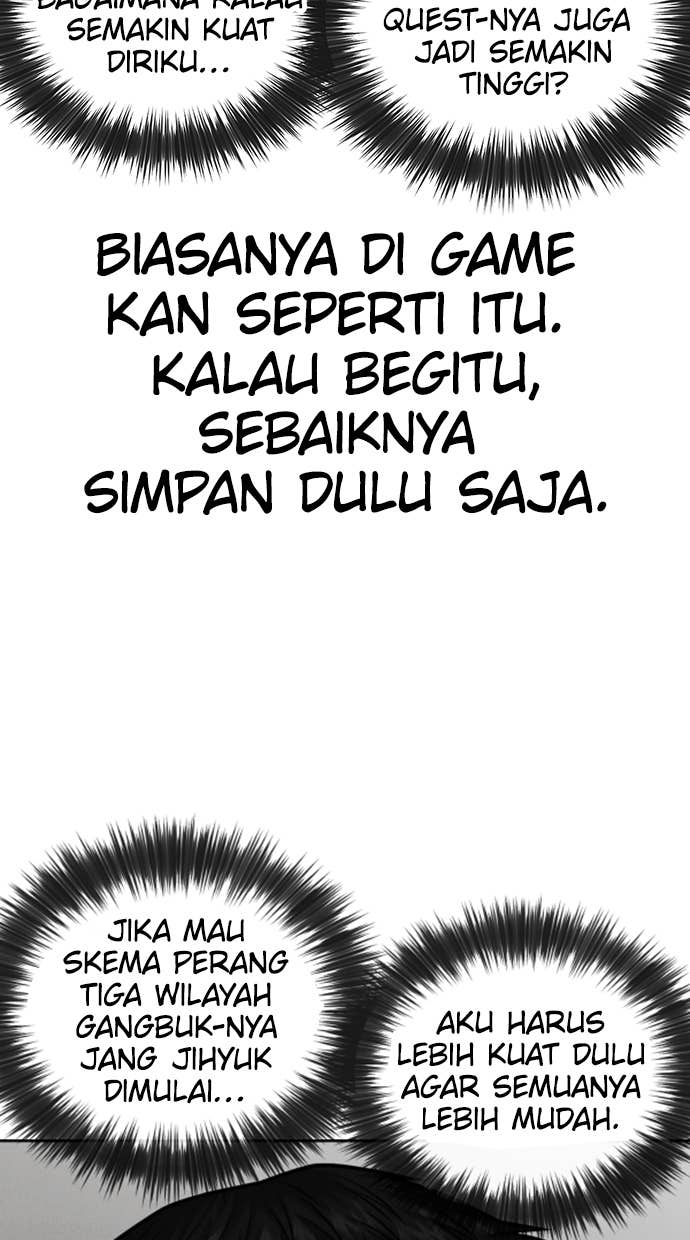 BAGAIMANA KALAU
SEMAKIN KUAT
DIRIKU...
QUEST-NYA JUGA
JADI SEMAKIN
TINGGI?
BIASANYA DI GAME
KAN SEPERTI ITU.
KALAU BEGITU,
SEBAIKNYA
SIMPAN DULU SAJA.
JIKA MAU
SKEMA PERANG
TIGA WILAYAH
GANGBUK-NYA
JANG JIHYUK
DIMULAI...
AKU HARUS
LEBIH KUAT DULU
AGAR SEMUANYA
LEBIH MUDAH.